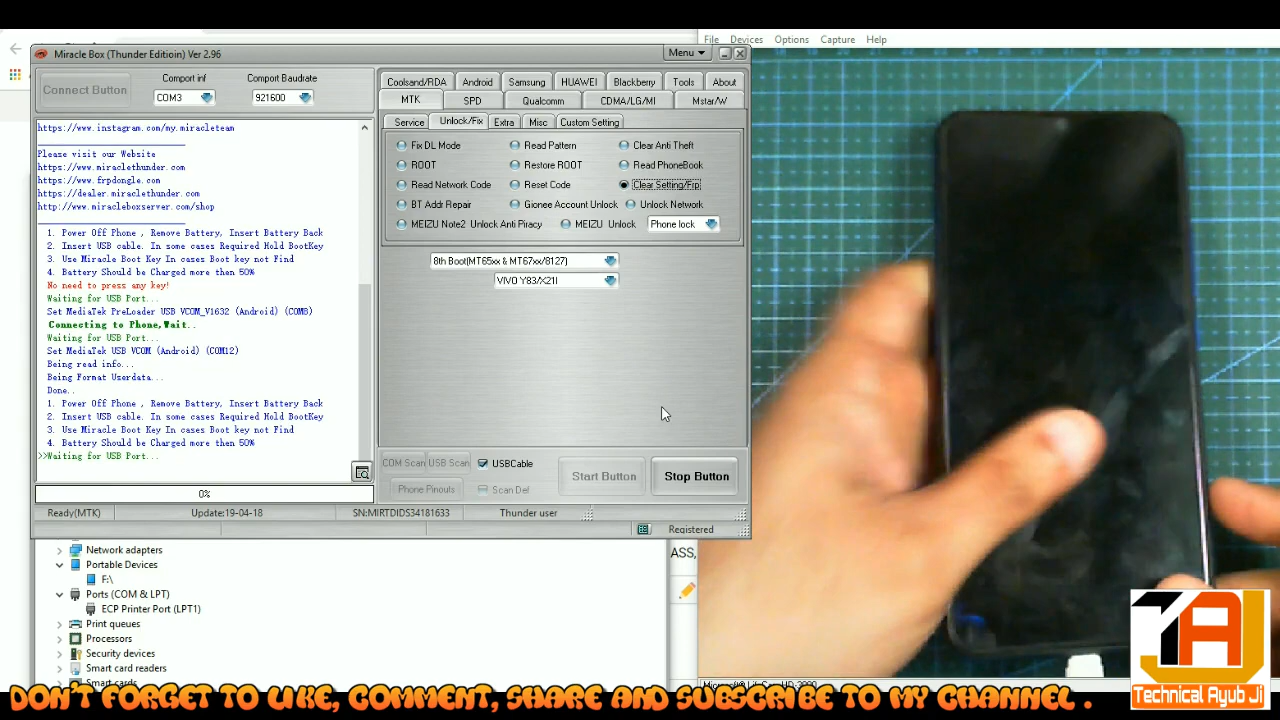 Miracle Box (Thunder Edition) Ver 2.96
Menu
File Devices Options Capture Help
Connect Button
Comport inf
COM3
Comport Baudrate
921600
Coolsand/RDA Android Samsung HUAWEI Blackberry Tools About
MTK SPD Qualcomm CDMA/LG/MI Mstar/W
Service Unlock/Fix Extra Misc Custom Setting
https://www.instagram.com/my.miracleteam
Please visit our Website
https://www.miraclethunder.com
https://www.frpdongle.com
https://dealer.miraclethunder.com
http://www.miracleboxserver.com/shop
1. Power Off Phone , Remove Battery, Insert Battery Back
2. Insert USB cable. In some cases Required Hold BootKey
3. Use Miracle Boot Key In cases Boot key not Find
4. Battery Should be Charged more then 50%
No need to press any key!
Waiting for USB Port...
Set MediaTek PreLoader USB VCOM_V1632 (Android) (COM8)
Connecting to Phone,Wait..
Waiting for USB Port...
Set MediaTek USB VCOM (Android) (COM12)
Being read info...
Being Format Userdata...
Done.
1. Power Off Phone , Remove Battery, Insert Battery Back
2. Insert USB cable. In some cases Required Hold BootKey
3. Use Miracle Boot Key In cases Boot key not Find
4. Battery Should be Charged more then 50%
>>Waiting for USB Port...
Fix DL Mode Read Pattern Clear Anti Theft
ROOT Restore ROOT Read PhoneBook
Read Network Code Reset Code Clear Setting/Frp
BT Addr Repair Gionee Account Unlock Unlock Network
MEIZU Note2 Unlock Anti Piracy MEIZU Unlock Phone lock
8th Boot(MT65xx & MT67xx/8127)
VIVO Y83/X21I
COM Scan USB Scan USBCable
Phone Pinouts Scan Def
Start Button Stop Button
0%
Ready(MTK) Update:19-04-18 SN:MIRTDIDS34181633 Thunder user
Registered
Network adapters
Portable Devices
F:\
Ports (COM & LPT)
ECP Printer Port (LPT1)
Print queues
Processors
Security devices
Smart card readers
ASS,
TAJ
Technical Ayub Ji
DON'T FORGET TO LIKE, COMMENT SHARE AND SUBSCRIBE TO MY CHANNEL .